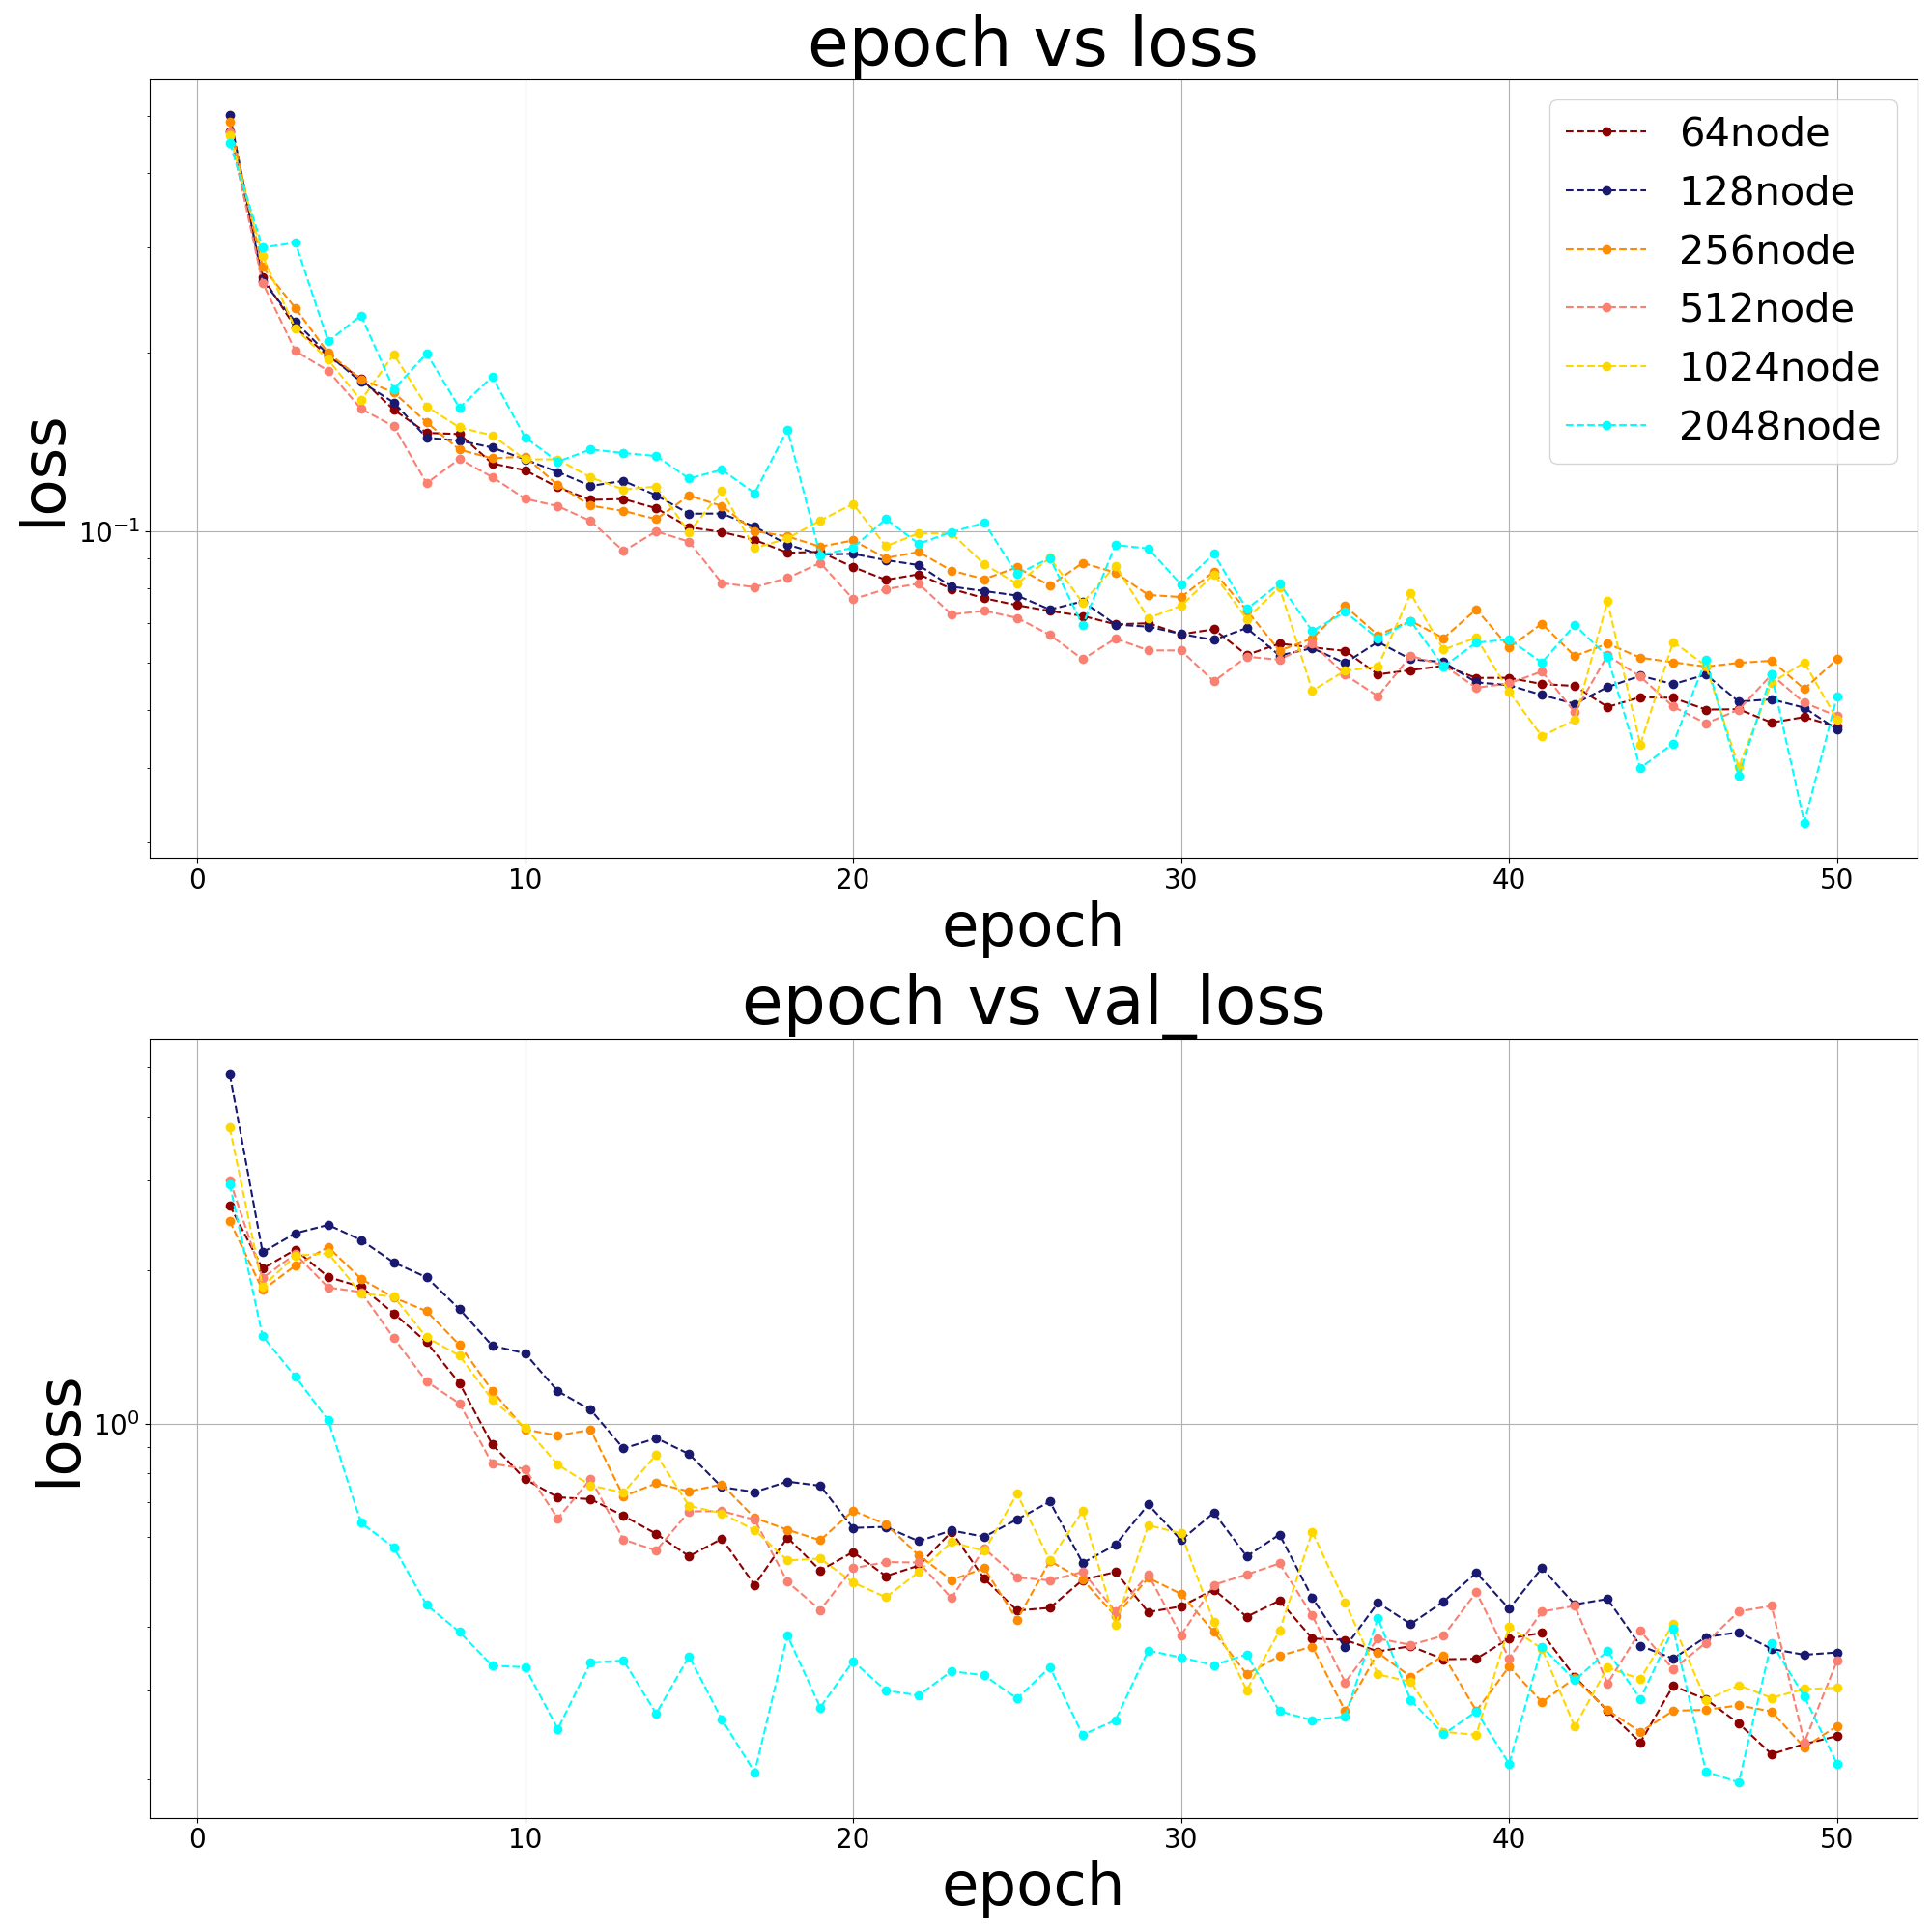 epoch vs loss
64node
128node
256node
512node
1024node
2048node
loss
10⁻¹
0 10 20 30 40 50
epoch
epoch vs val_loss
loss
10⁰
0 10 20 30 40 50
epoch